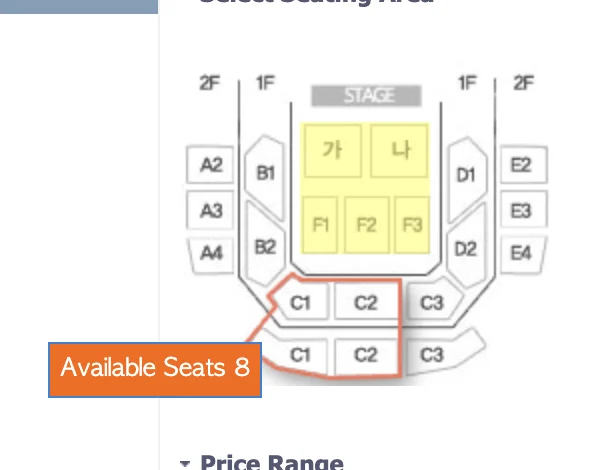 Select Seating Area
2F 1F 1F 2F
STAGE
가 나
A2 B1 D1 E2
A3 F1 F2 F3 E3
A4 B2 D2 E4
C1 C2 C3
C1 C2 C3
Available Seats 8
Price Range